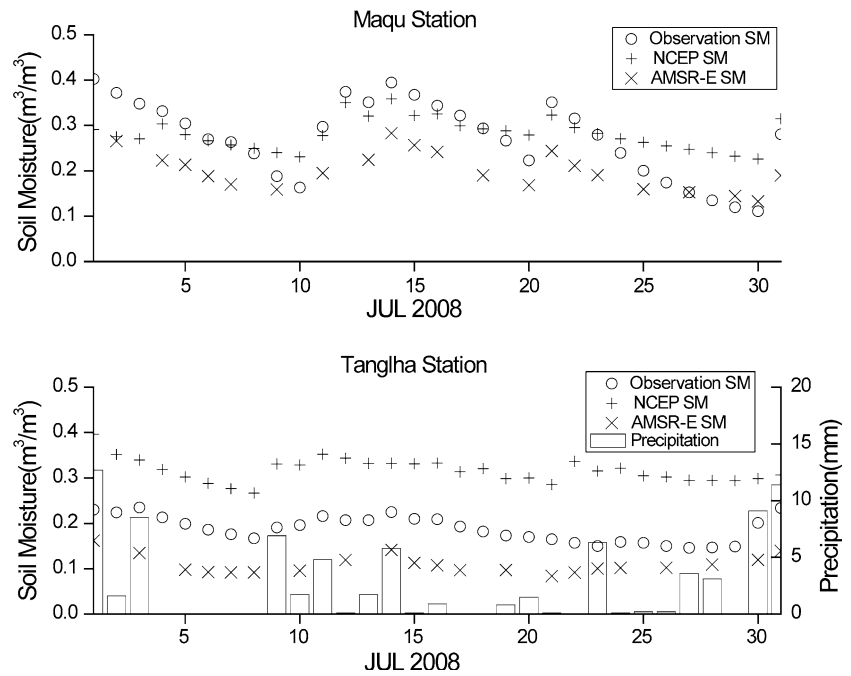 Maqu Station
Observation SM
NCEP SM
AMSR-E SM
Soil Moisture(m³/m³)
0.5
0.4
0.3
0.2
0.1
0.0
5 10 15 20 25 30
JUL 2008
Tanglha Station
Observation SM
NCEP SM
AMSR-E SM
Precipitation
Soil Moisture(m³/m³)
0.5
0.4
0.3
0.2
0.1
0.0
20
15
10
5
0
Precipitation(mm)
5 10 15 20 25 30
JUL 2008